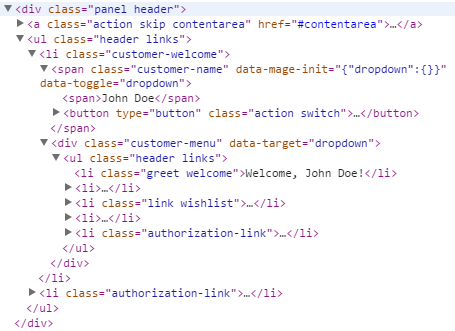 ▼<div class="panel header">
▶<a class="action skip contentarea" href="#contentarea">…</a>
▼<ul class="header links">
▼<li class="customer-welcome">
▼<span class="customer-name" data-mage-init="{"dropdown":{}}"
data-toggle="dropdown">
<span>John Doe</span>
▶<button type="button" class="action switch">…</button>
</span>
▼<div class="customer-menu" data-target="dropdown">
▼<ul class="header links">
<li class="greet welcome">Welcome, John Doe!</li>
▶<li>…</li>
▶<li class="link wishlist">…</li>
▶<li>…</li>
▶<li class="authorization-link">…</li>
</ul>
</div>
</li>
▶<li class="authorization-link">…</li>
</ul>
</div>